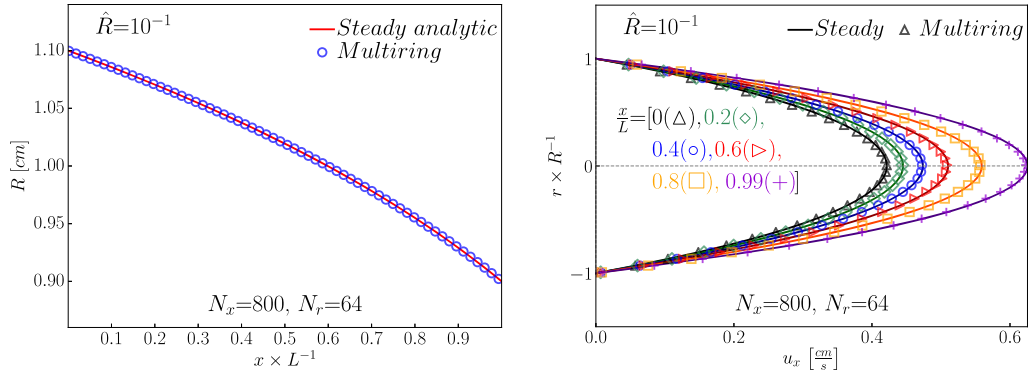 R̂=10⁻¹
Steady analytic
Multiring
R [cm]
1.10
1.05
1.00
0.95
0.90
N_x=800, N_r=64
0.1 0.2 0.3 0.4 0.5 0.6 0.7 0.8 0.9
x × L⁻¹
R̂=10⁻¹
Steady △ Multiring
r × R⁻¹
1
0
−1
x/L=[0(△),0.2(◇),
0.4(○),0.6(▷),
0.8(□), 0.99(+)]
N_x=800, N_r=64
0.0 0.2 0.4 0.6
u_x [cm/s]